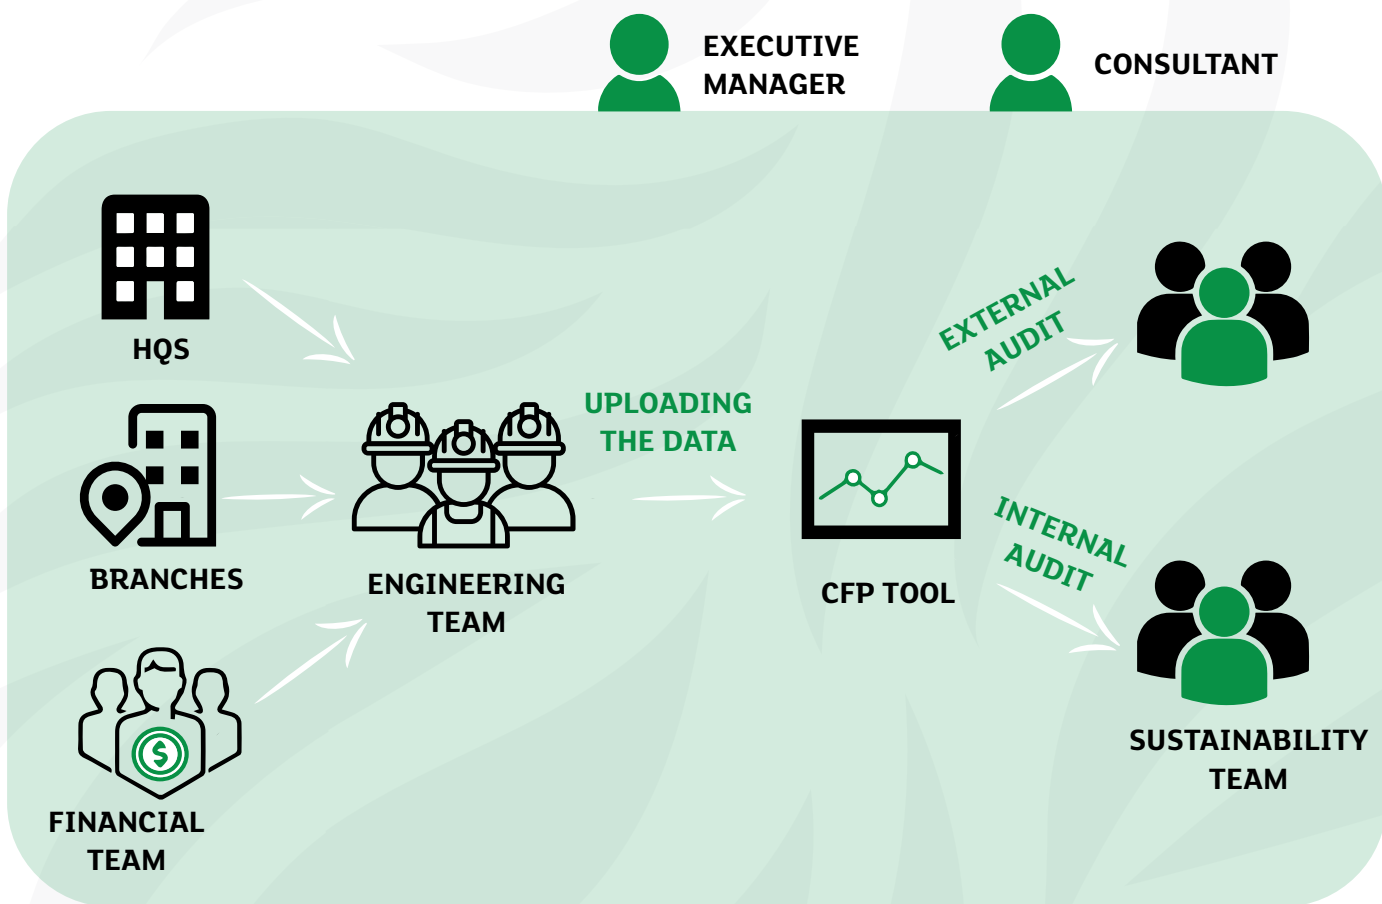 EXECUTIVE
MANAGER
CONSULTANT
HQS
BRANCHES
FINANCIAL
TEAM
ENGINEERING
TEAM
UPLOADING
THE DATA
CFP TOOL
EXTERNAL
AUDIT
INTERNAL
AUDIT
SUSTAINABILITY
TEAM
$